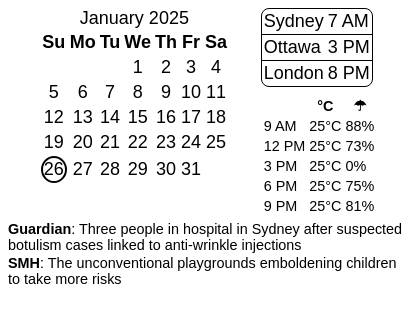 January 2025
Su Mo Tu We Th Fr Sa
1 2 3 4
5 6 7 8 9 10 11
12 13 14 15 16 17 18
19 20 21 22 23 24 25
26 27 28 29 30 31
Sydney 7 AM
Ottawa 3 PM
London 8 PM
°C ☂
9 AM 25°C 88%
12 PM 25°C 73%
3 PM 25°C 0%
6 PM 25°C 75%
9 PM 25°C 81%
Guardian: Three people in hospital in Sydney after suspected
botulism cases linked to anti-wrinkle injections
SMH: The unconventional playgrounds emboldening children
to take more risks